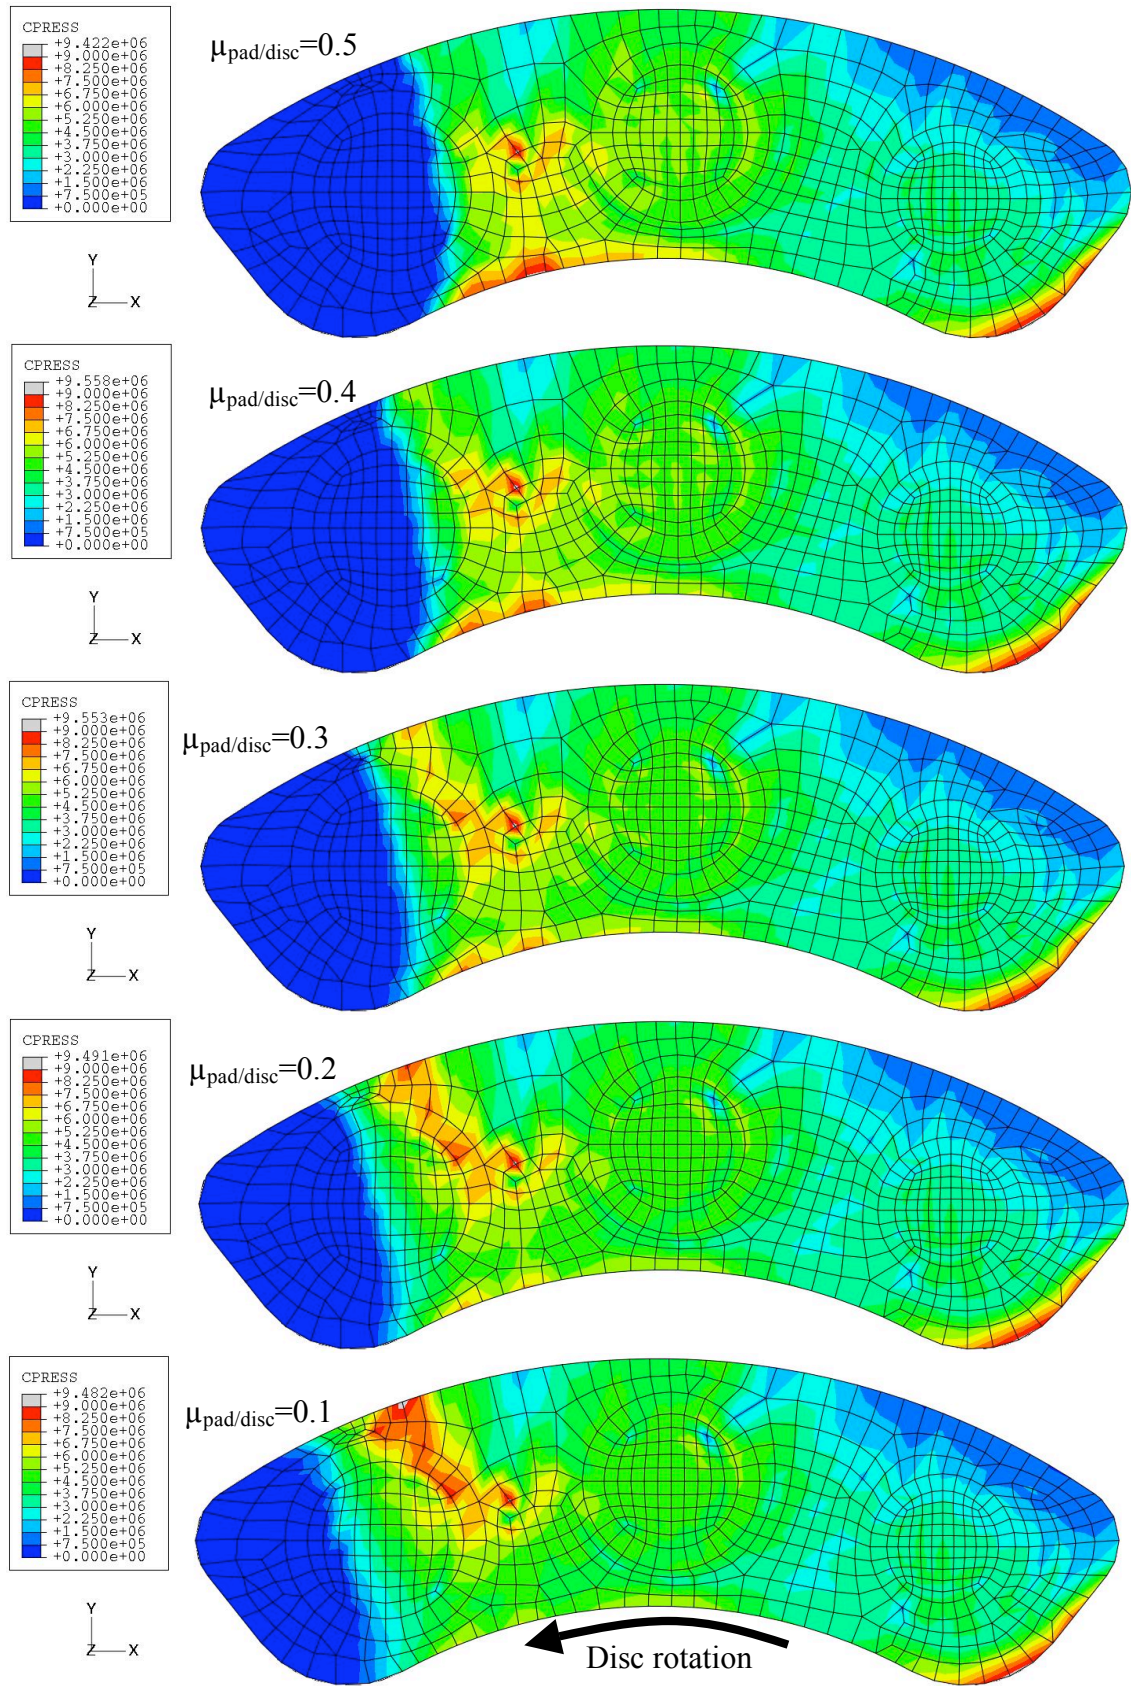 CPRESS
+9.422e+06
+9.000e+06
+8.250e+06
+7.500e+06
+6.750e+06
+6.000e+06
+5.250e+06
+4.500e+06
+3.750e+06
+3.000e+06
+2.250e+06
+1.500e+06
+7.500e+05
+0.000e+00
μpad/disc=0.5
Y
Z X
CPRESS
+9.558e+06
+9.000e+06
+8.250e+06
+7.500e+06
+6.750e+06
+6.000e+06
+5.250e+06
+4.500e+06
+3.750e+06
+3.000e+06
+2.250e+06
+1.500e+06
+7.500e+05
+0.000e+00
μpad/disc=0.4
Y
Z X
CPRESS
+9.553e+06
+9.000e+06
+8.250e+06
+7.500e+06
+6.750e+06
+6.000e+06
+5.250e+06
+4.500e+06
+3.750e+06
+3.000e+06
+2.250e+06
+1.500e+06
+7.500e+05
+0.000e+00
μpad/disc=0.3
Y
Z X
CPRESS
+9.491e+06
+9.000e+06
+8.250e+06
+7.500e+06
+6.750e+06
+6.000e+06
+5.250e+06
+4.500e+06
+3.750e+06
+3.000e+06
+2.250e+06
+1.500e+06
+7.500e+05
+0.000e+00
μpad/disc=0.2
Y
Z X
CPRESS
+9.482e+06
+9.000e+06
+8.250e+06
+7.500e+06
+6.750e+06
+6.000e+06
+5.250e+06
+4.500e+06
+3.750e+06
+3.000e+06
+2.250e+06
+1.500e+06
+7.500e+05
+0.000e+00
μpad/disc=0.1
Y
Z X
Disc rotation